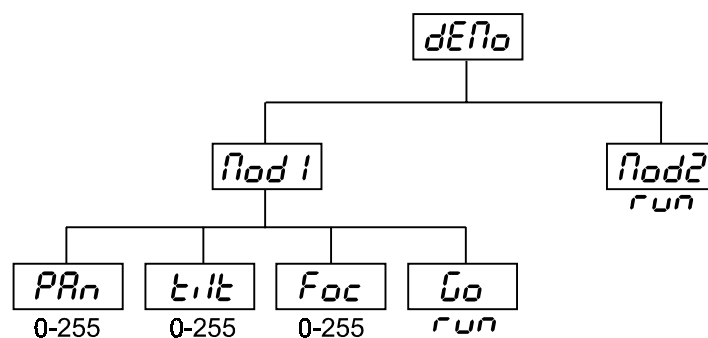 dEMo
Mod1 Mod2
run
PAn tilt Foc Go
0-255 0-255 0-255 run